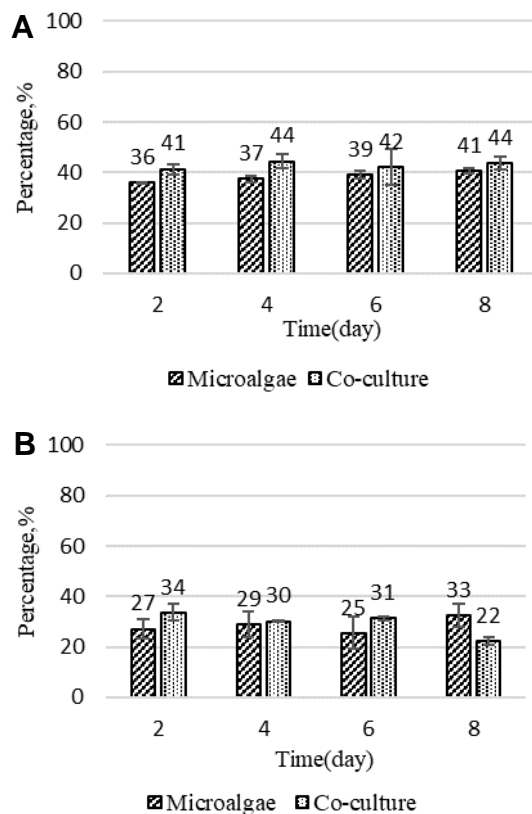 A
100
80
60
40
20
0
Percentage,%
36 41 37 44 39 42 41 44
2 4 6 8
Time(day)
Microalgae Co-culture
B
100
80
60
40
20
0
Percentage,%
27 34 29 30 25 31 33 22
2 4 6 8
Time(day)
Microalgae Co-culture